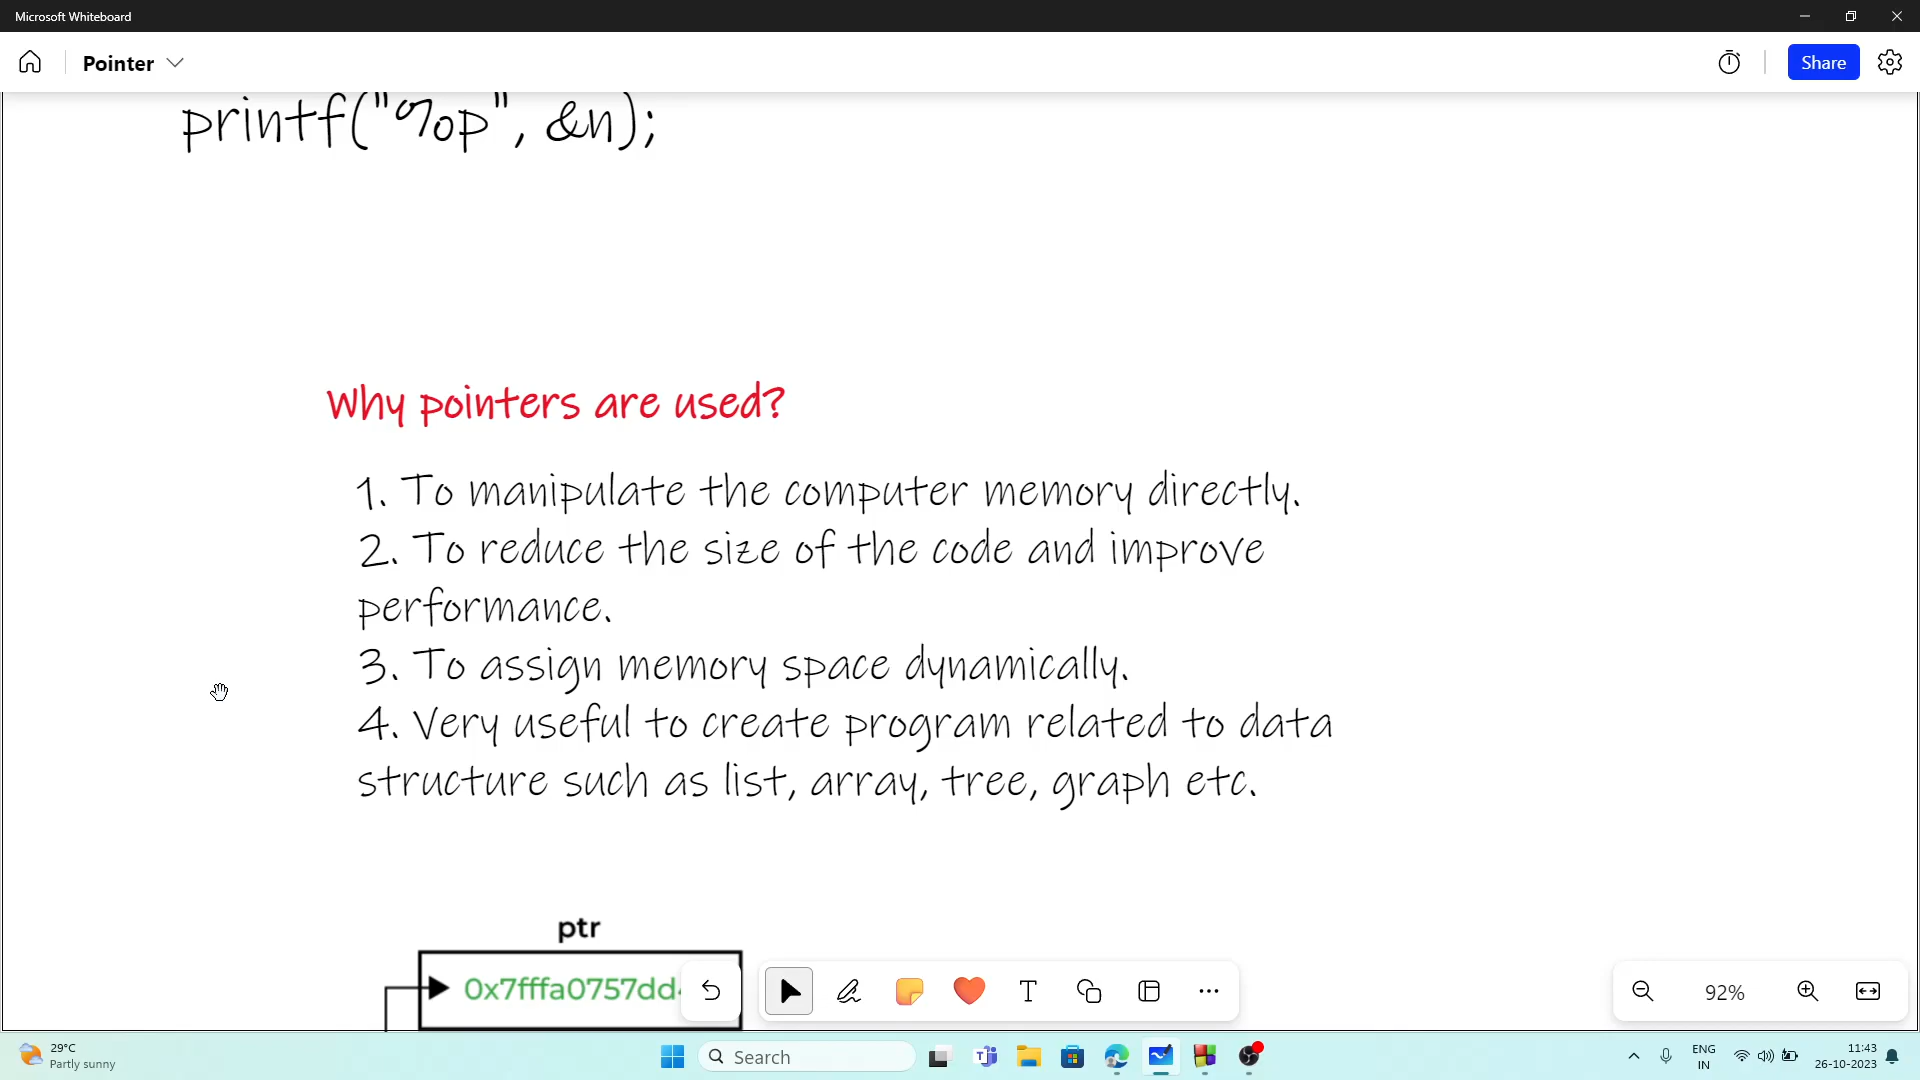 Microsoft Whiteboard
Pointer
Share
printf("%p", &n);
Why pointers are used?
1. To manipulate the computer memory directly.
2. To reduce the size of the code and improve
performance.
3. To assign memory space dynamically.
4. Very useful to create program related to data
structure such as list, array, tree, graph etc.
ptr
0x7fffa0757dd
92%
29°C
Partly sunny
Search
ENG
IN
11:43
26-10-2023